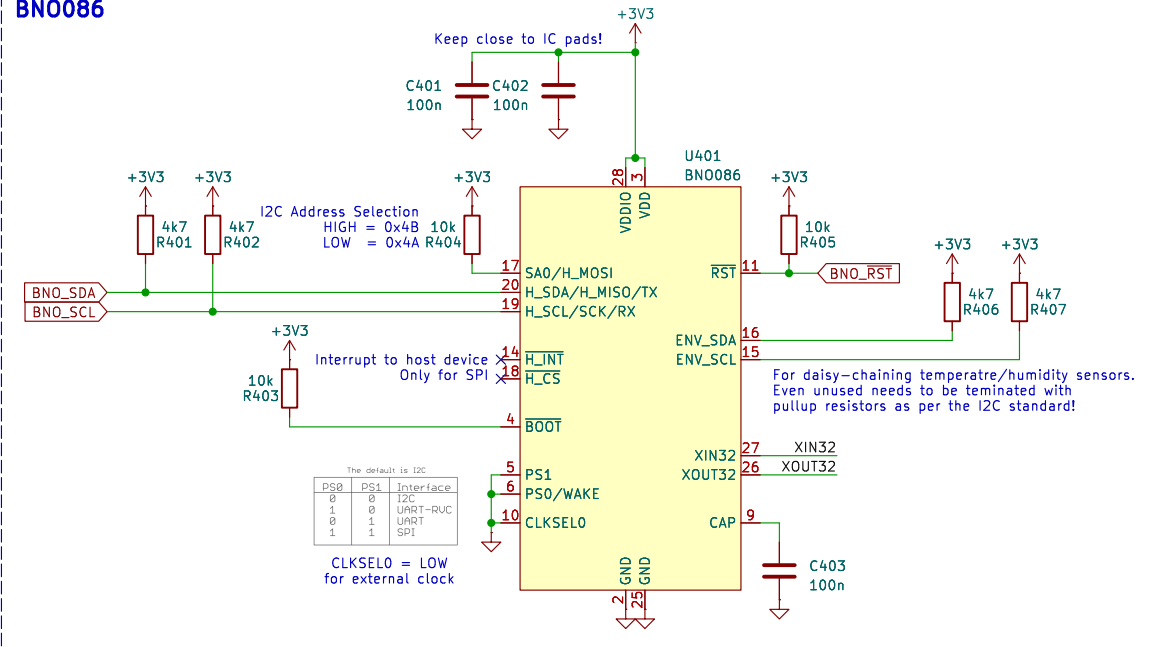 BNO086
+3V3
Keep close to IC pads!
C401
100n
C402
100n
U401
BNO086
28
3
VDDIO
VDD
+3V3
+3V3
+3V3
+3V3
4k7
R401
4k7
R402
I2C Address Selection
HIGH = 0x4B
LOW = 0x4A
10k
R404
10k
R405
+3V3
+3V3
17
SA0/H_MOSI
RST
11
BNO_RST
BNO_SDA
20
H_SDA/H_MISO/TX
BNO_SCL
19
H_SCL/SCK/RX
4k7
R406
4k7
R407
+3V3
ENV_SDA
16
ENV_SCL
15
Interrupt to host device
14
H_INT
Only for SPI
18
H_CS
For daisy-chaining temperatre/humidity sensors.
Even unused needs to be teminated with
pullup resistors as per the I2C standard!
10k
R403
4
BOOT
XIN32
27
XIN32
XOUT32
26
XOUT32
The default is I2C
PS0 PS1 Interface
0 0 I2C
1 0 UART-RVC
0 1 UART
1 1 SPI
5
PS1
6
PS0/WAKE
10
CLKSEL0
CAP
9
CLKSEL0 = LOW
for external clock
C403
100n
GND
GND
2
25